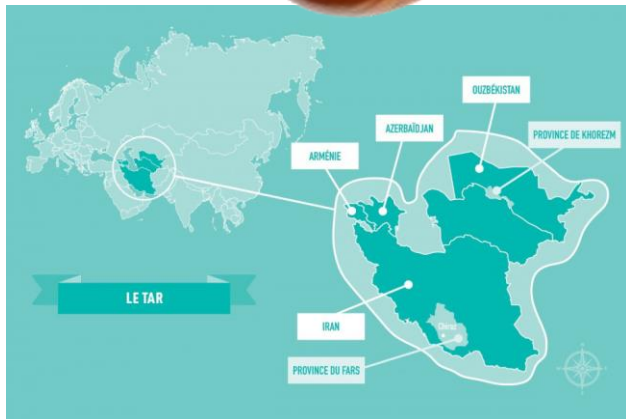 OUZBÉKISTAN
AZERBAÏDJAN
PROVINCE DE KHOREZM
ARMÉNIE
LE TAR
IRAN
PROVINCE DU FARS